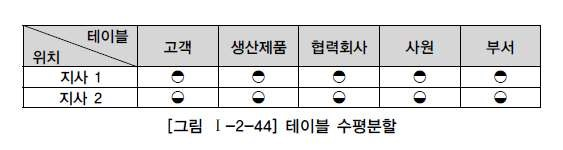 테이블
위치
고객 생산제품 협력회사 사원 부서
지사 1 ◓ ◓ ◓ ◓ ◓
지사 2 ◒ ◒ ◒ ◒ ◒
[그림 Ⅰ-2-44] 테이블 수평분할